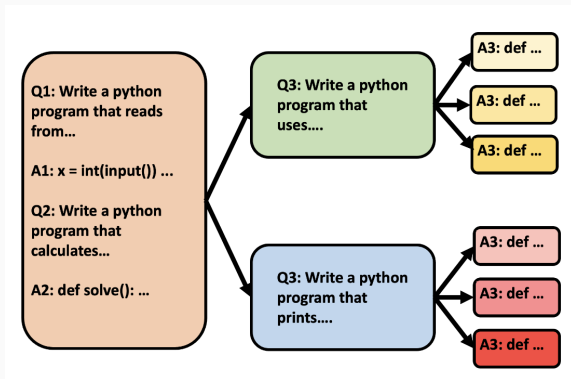 Q1: Write a python
program that reads
from...
A1: x = int(input()) ...
Q2: Write a python
program that
calculates...
A2: def solve(): ...
Q3: Write a python
program that
uses....
A3: def ...
A3: def ...
A3: def ...
Q3: Write a python
program that
prints....
A3: def ...
A3: def ...
A3: def ...